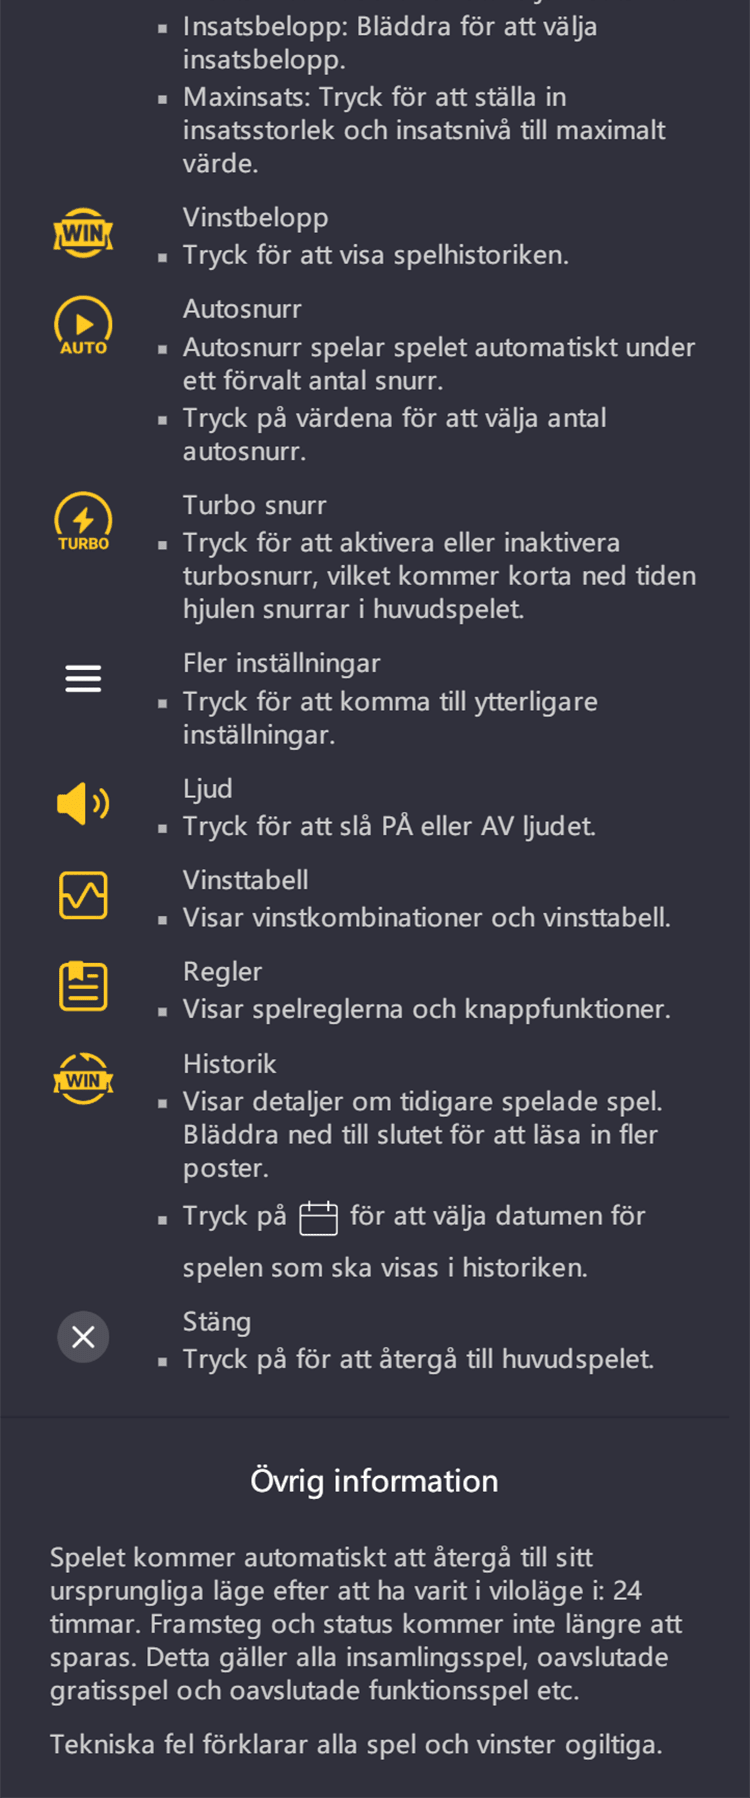 ▪ Insatsbelopp: Bläddra för att välja
insatsbelopp.
▪ Maxinsats: Tryck för att ställa in
insatsstorlek och insatsnivå till maximalt
värde.
WIN
Vinstbelopp
▪ Tryck för att visa spelhistoriken.
AUTO
Autosnurr
▪ Autosnurr spelar spelet automatiskt under
ett förvalt antal snurr.
▪ Tryck på värdena för att välja antal
autosnurr.
TURBO
Turbo snurr
▪ Tryck för att aktivera eller inaktivera
turbosnurr, vilket kommer korta ned tiden
hjulen snurrar i huvudspelet.
Fler inställningar
▪ Tryck för att komma till ytterligare
inställningar.
Ljud
▪ Tryck för att slå PÅ eller AV ljudet.
Vinsttabell
▪ Visar vinstkombinationer och vinsttabell.
Regler
▪ Visar spelreglerna och knappfunktioner.
WIN
Historik
▪ Visar detaljer om tidigare spelade spel.
Bläddra ned till slutet för att läsa in fler
poster.
▪ Tryck på för att välja datumen för
spelen som ska visas i historiken.
Stäng
▪ Tryck på för att återgå till huvudspelet.
Övrig information
Spelet kommer automatiskt att återgå till sitt
ursprungliga läge efter att ha varit i viloläge i: 24
timmar. Framsteg och status kommer inte längre att
sparas. Detta gäller alla insamlingsspel, oavslutade
gratisspel och oavslutade funktionsspel etc.
Tekniska fel förklarar alla spel och vinster ogiltiga.